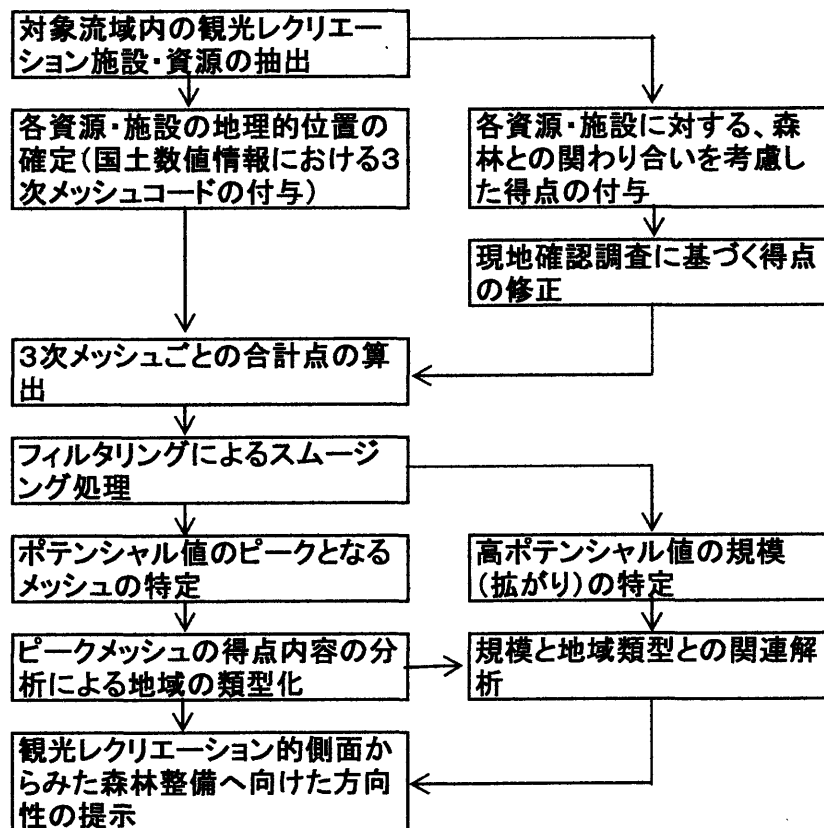 対象流域内の観光レクリエー
ション施設・資源の抽出
各資源・施設の地理的位置の
確定(国土数値情報における3
次メッシュコードの付与)
各資源・施設に対する、森
林との関わり合いを考慮し
た得点の付与
現地確認調査に基づく得点
の修正
3次メッシュごとの合計点の算
出
フィルタリングによるスムージ
ング処理
ポテンシャル値のピークとなる
メッシュの特定
高ポテンシャル値の規模
(拡がり)の特定
ピークメッシュの得点内容の分
析による地域の類型化
規模と地域類型との関連解
析
観光レクリエーション的側面か
らみた森林整備へ向けた方向
性の提示